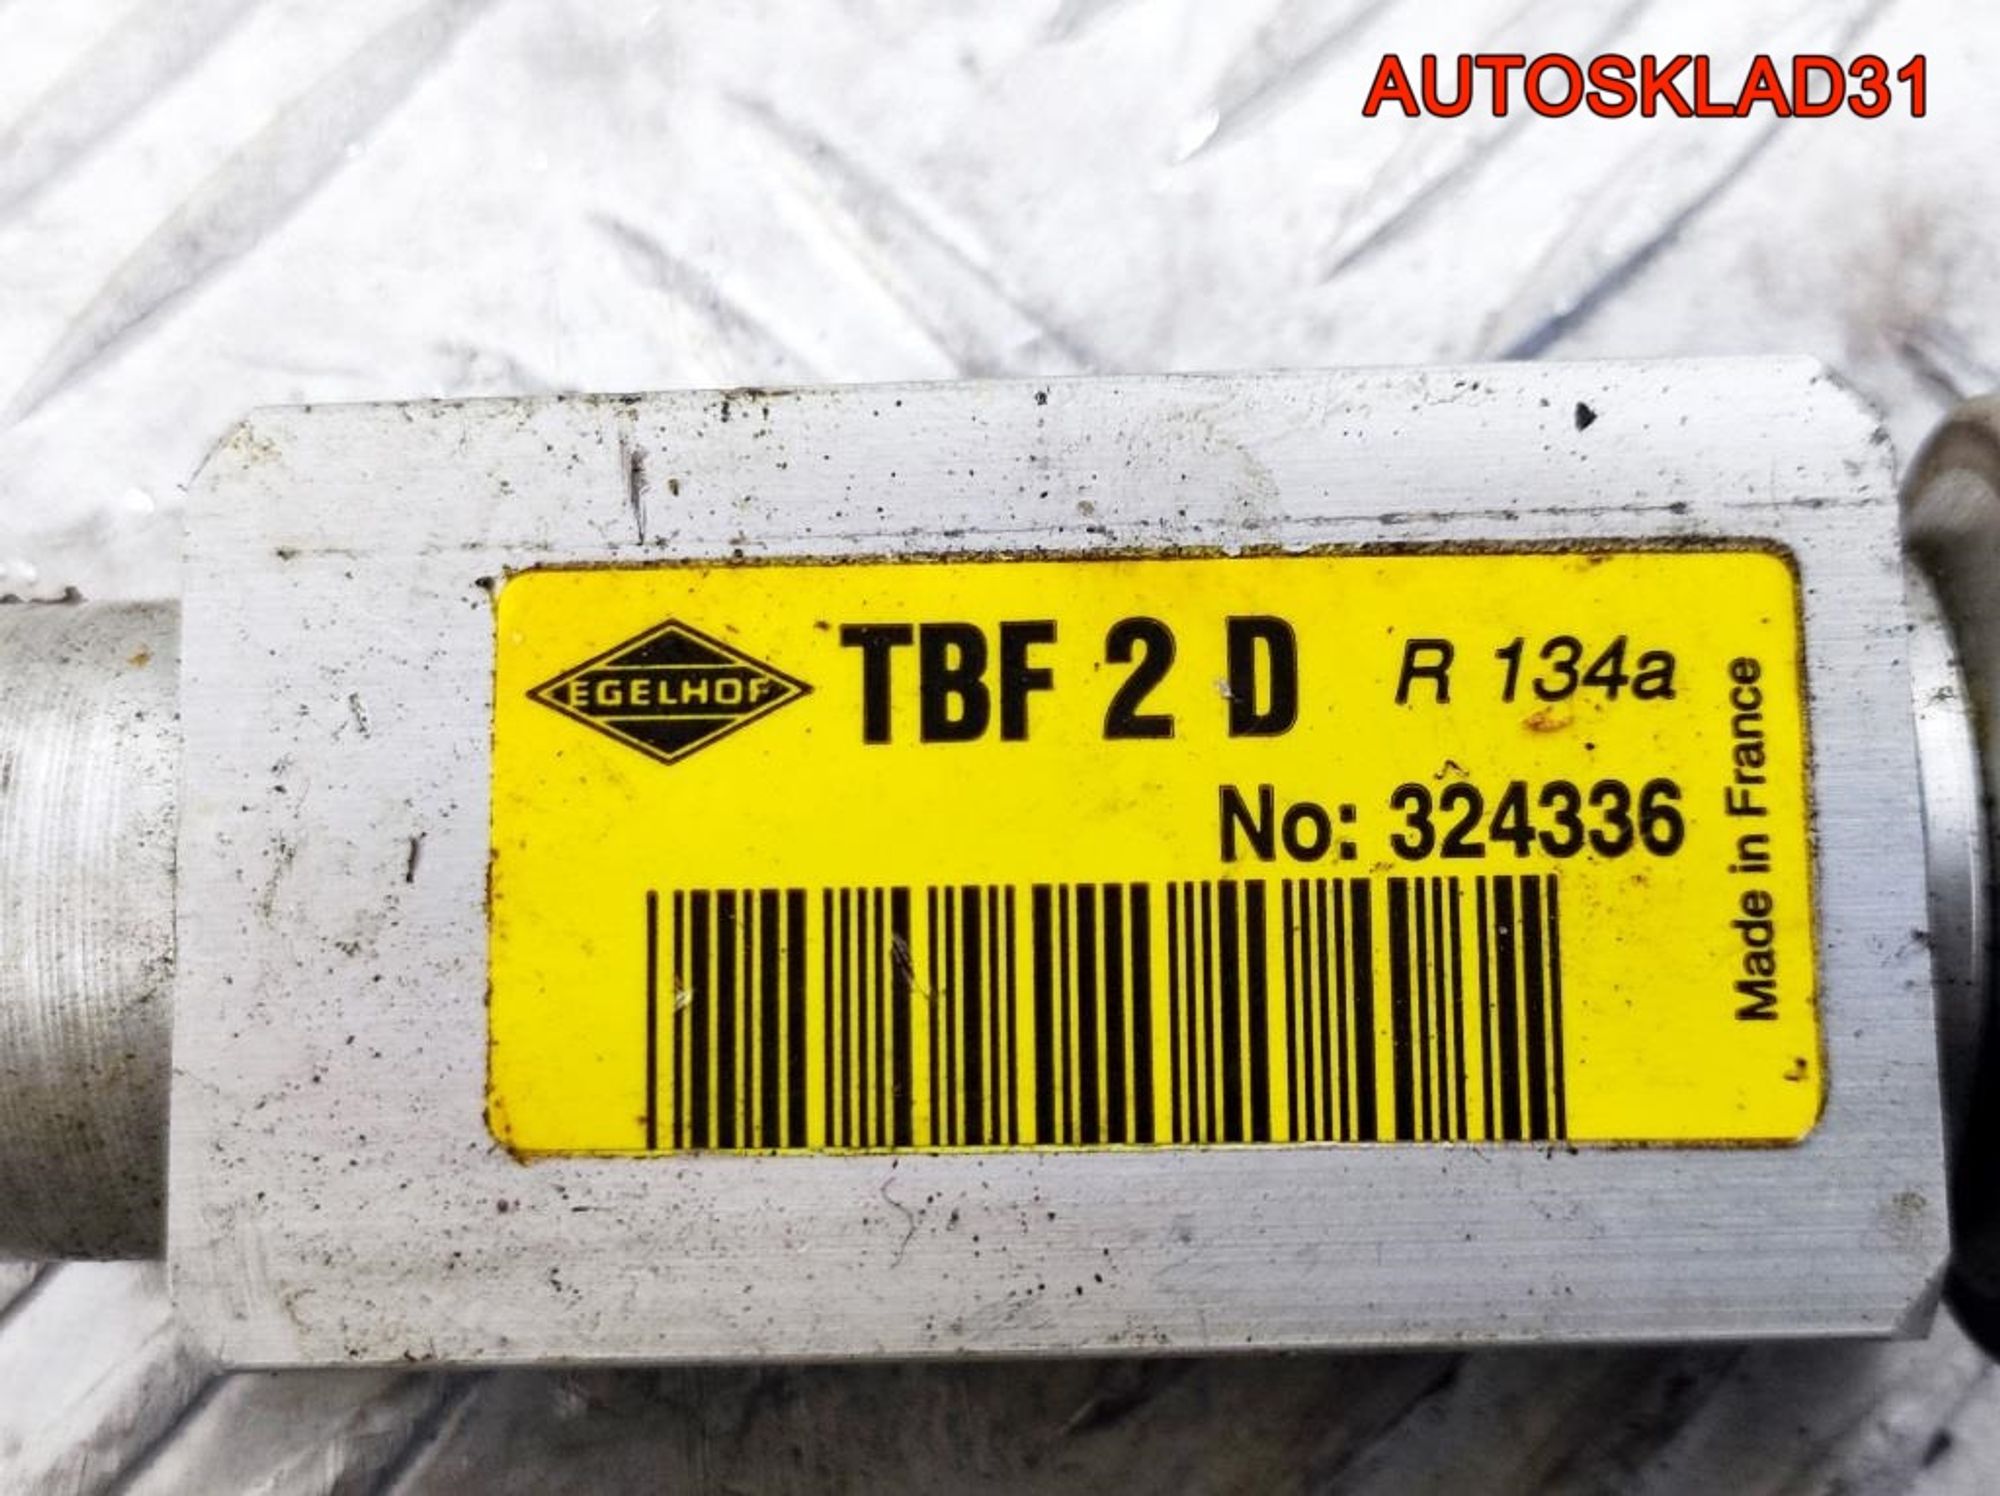 AUTOSKLAD31
EGELHOF
TBF 2 D R 134a
No: 324336
Made in France